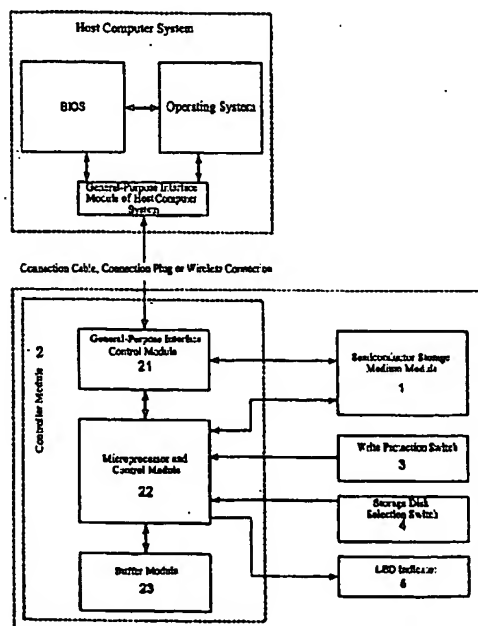 Host Computer System
BIOS
Operating System
General-Purpose Interface
Module of Host Computer
System
Connection Cable, Connection Plug or Wireless Connection
Controller Module 2
General-Purpose Interface
Control Module
21
Semiconductor Storage
Medium Module
1
Microprocessor and
Control Module
22
Write Protection Switch
3
Storage Disk
Selection Switch
4
Buffer Module
23
LED Indicator
5